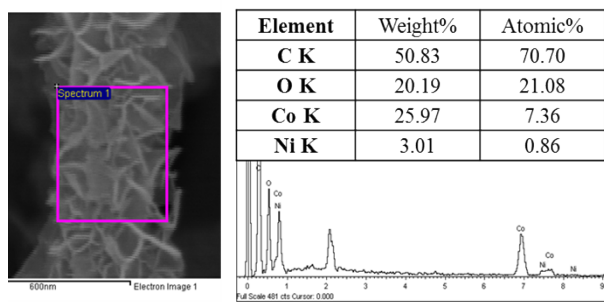 Spectrum 1
600nm Electron Image 1
Element Weight% Atomic%
C K 50.83 70.70
O K 20.19 21.08
Co K 25.97 7.36
Ni K 3.01 0.86
C
O
Co
Ni
Co
Ni
Co
Ni
0 1 2 3 4 5 6 7 8 9
Full Scale 481 cts Cursor: 0.000